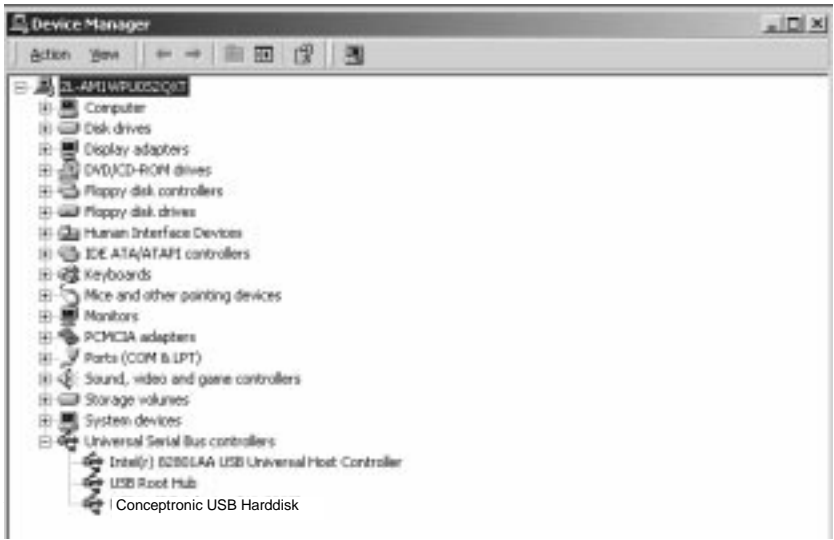 Device Manager
Action View
ZL-AM1WPU052QXT
Computer
Disk drives
Display adapters
DVD/CD-ROM drives
Floppy disk controllers
Floppy disk drives
Human Interface Devices
IDE ATA/ATAPI controllers
Keyboards
Mice and other pointing devices
Monitors
PCMCIA adapters
Ports (COM & LPT)
Sound, video and game controllers
Storage volumes
System devices
Universal Serial Bus controllers
Intel(r) 82801AA USB Universal Host Controller
USB Root Hub
Conceptronic USB Harddisk